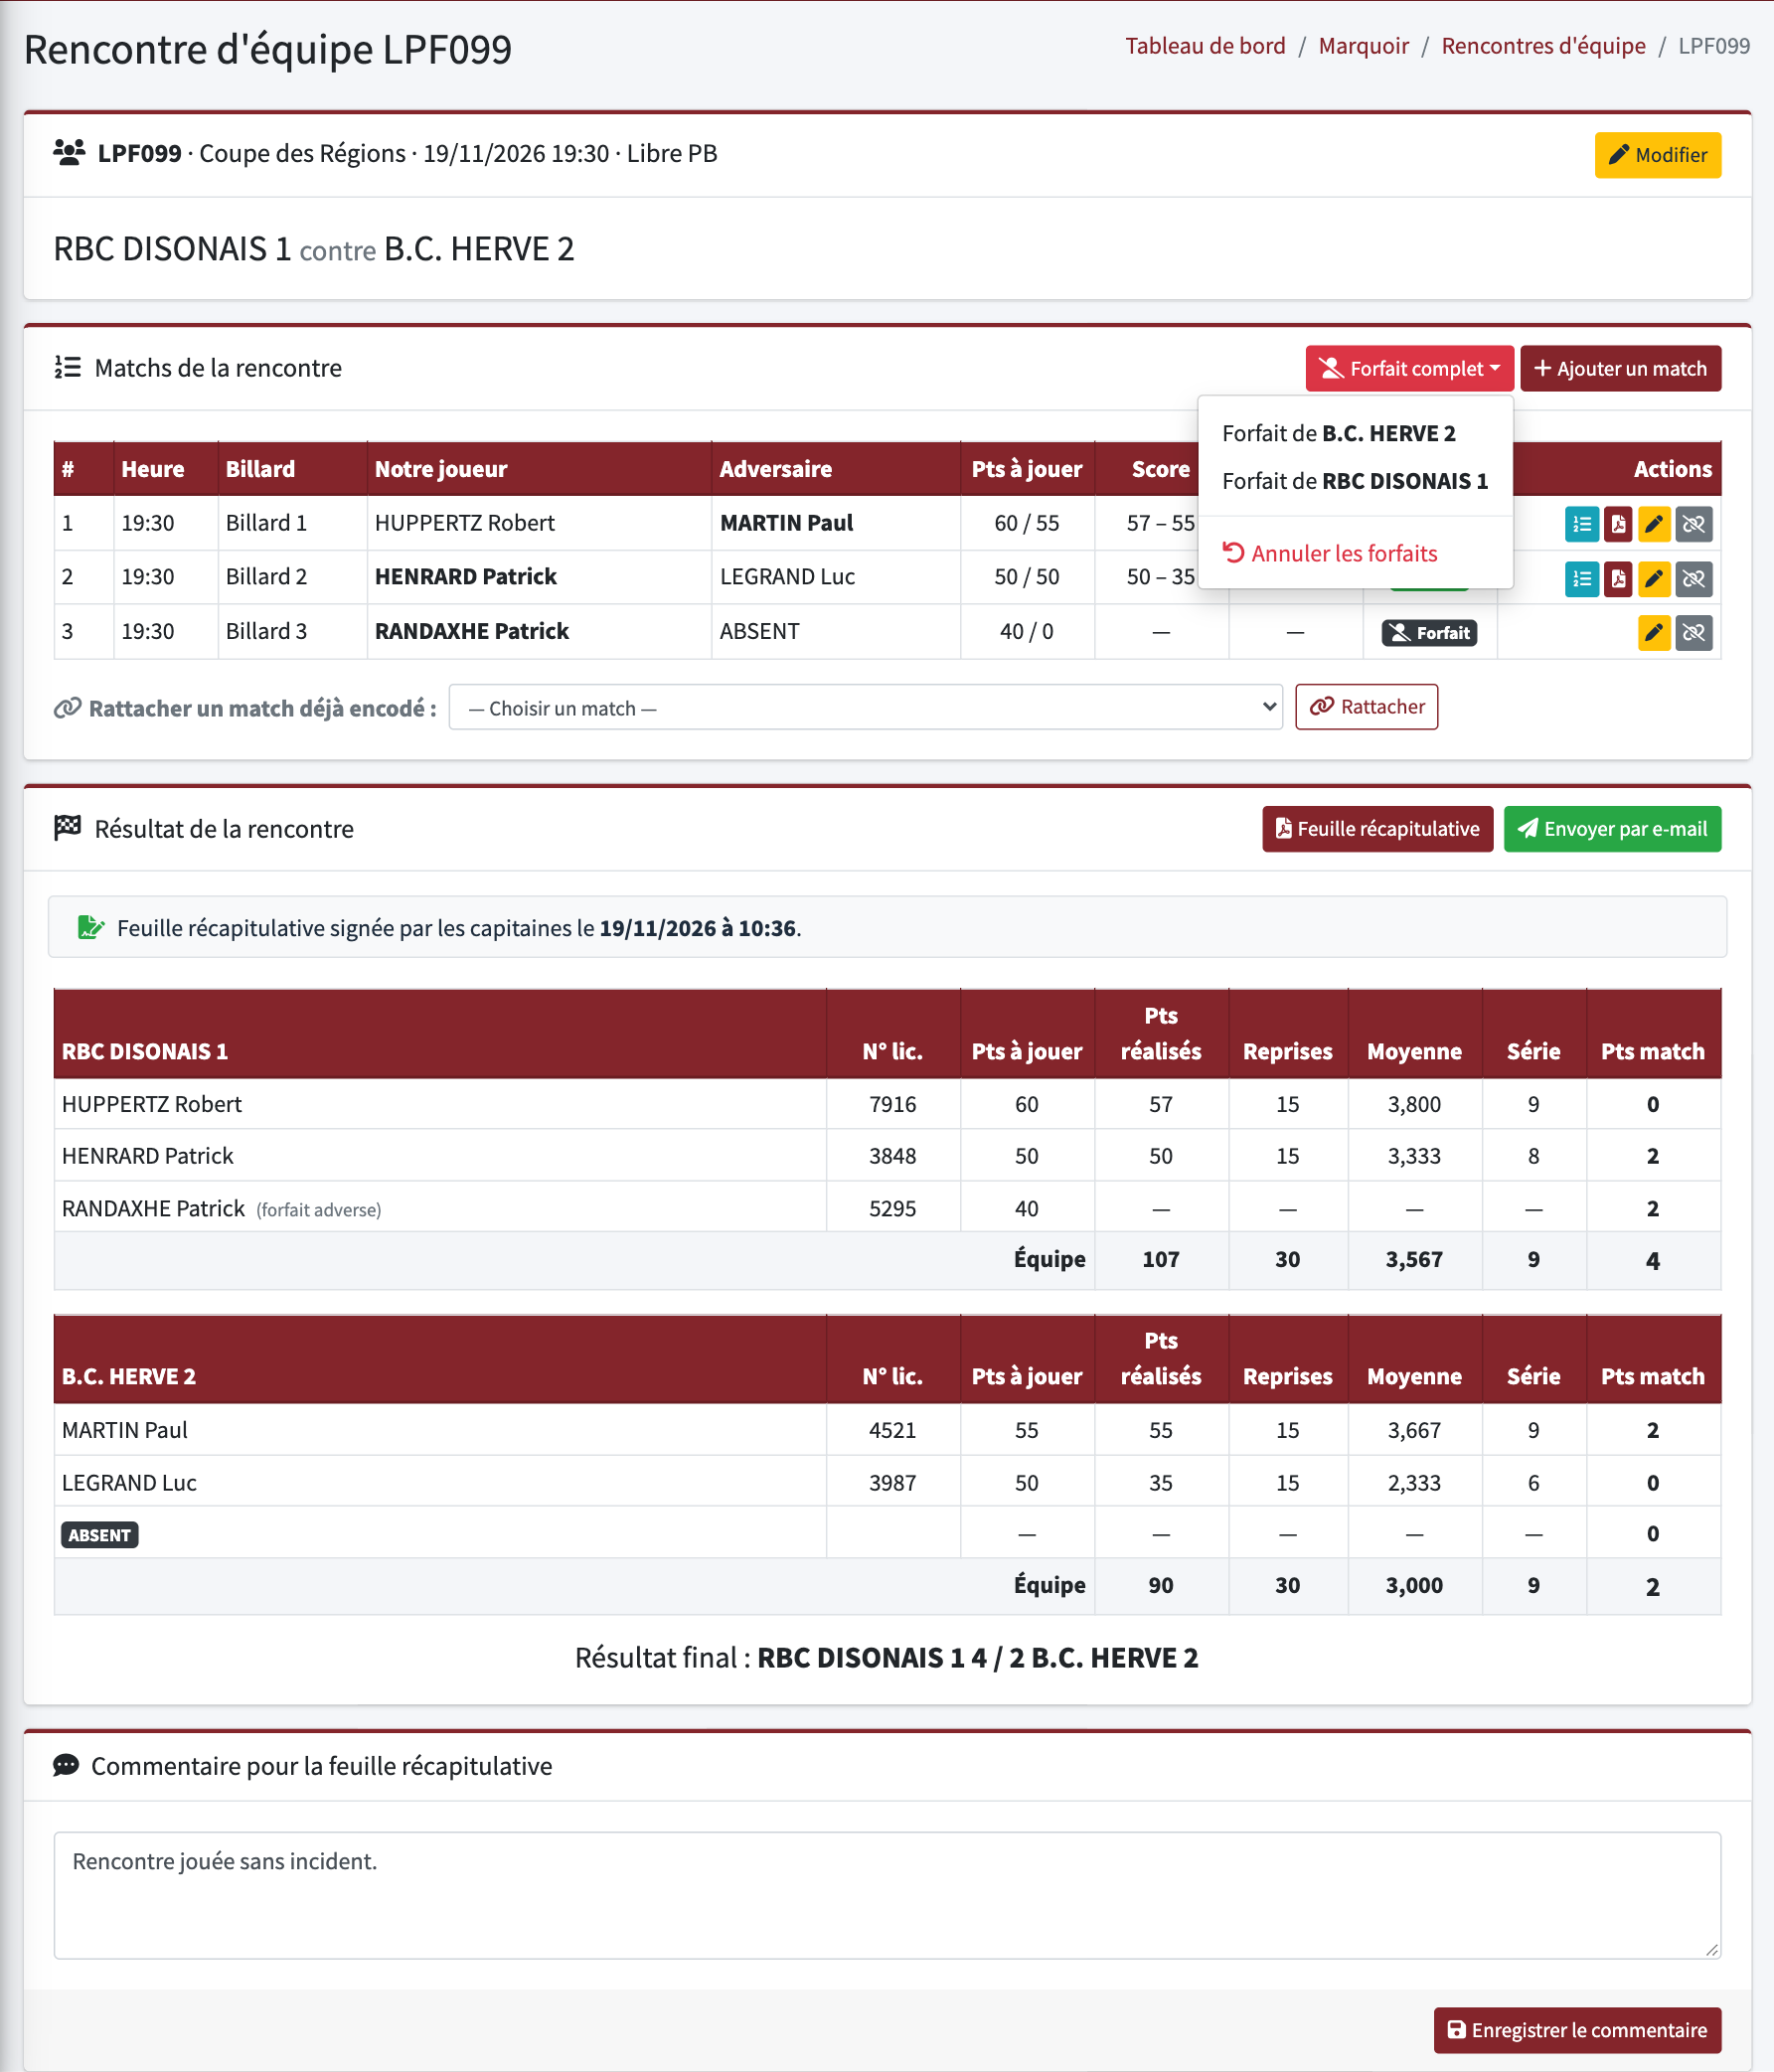 Rencontre d'équipe LPF099
Tableau de bord / Marquoir / Rencontres d'équipe / LPF099
LPF099 · Coupe des Régions · 19/11/2026 19:30 · Libre PB
Modifier
RBC DISONAIS 1 contre B.C. HERVE 2
Matchs de la rencontre
Forfait complet
Ajouter un match
Forfait de B.C. HERVE 2
Forfait de RBC DISONAIS 1
Annuler les forfaits
# Heure Billard Notre joueur Adversaire Pts à jouer Score Actions
1 19:30 Billard 1 HUPPERTZ Robert MARTIN Paul 60 / 55 57 – 55
2 19:30 Billard 2 HENRARD Patrick LEGRAND Luc 50 / 50 50 – 35
3 19:30 Billard 3 RANDAXHE Patrick ABSENT 40 / 0 — — Forfait
Rattacher un match déjà encodé : — Choisir un match — Rattacher
Résultat de la rencontre
Feuille récapitulative
Envoyer par e-mail
Feuille récapitulative signée par les capitaines le 19/11/2026 à 10:36.
RBC DISONAIS 1 N° lic. Pts à jouer Pts réalisés Reprises Moyenne Série Pts match
HUPPERTZ Robert 7916 60 57 15 3,800 9 0
HENRARD Patrick 3848 50 50 15 3,333 8 2
RANDAXHE Patrick (forfait adverse) 5295 40 — — — — 2
Équipe 107 30 3,567 9 4
B.C. HERVE 2 N° lic. Pts à jouer Pts réalisés Reprises Moyenne Série Pts match
MARTIN Paul 4521 55 55 15 3,667 9 2
LEGRAND Luc 3987 50 35 15 2,333 6 0
ABSENT — — — — — 0
Équipe 90 30 3,000 9 2
Résultat final : RBC DISONAIS 1 4 / 2 B.C. HERVE 2
Commentaire pour la feuille récapitulative
Rencontre jouée sans incident.
Enregistrer le commentaire